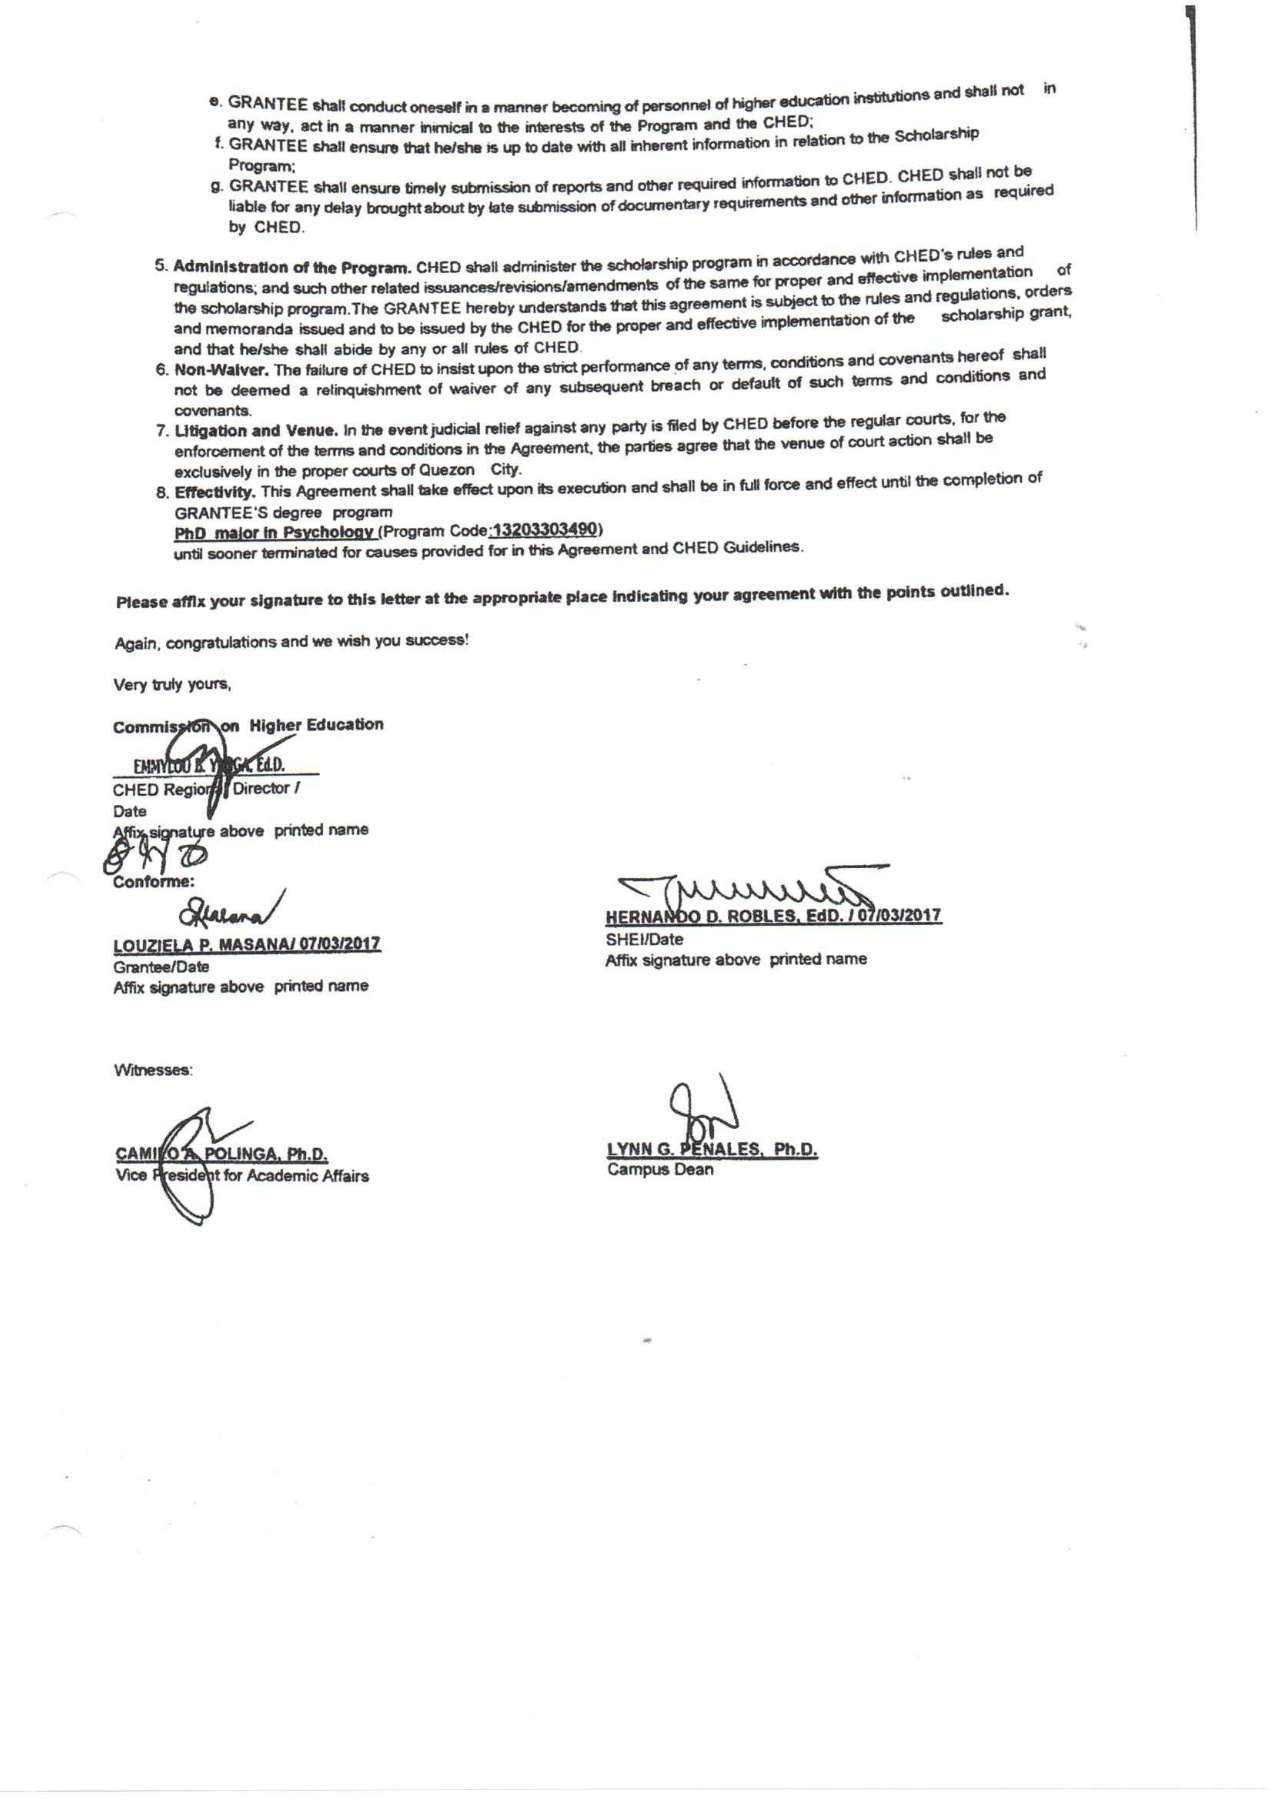 e. GRANTEE shall conduct oneself in a manner becoming of personnel of higher education institutions and shall not in
any way, act in a manner inimical to the interests of the Program and the CHED;
f. GRANTEE shall ensure that he/she is up to date with all inherent information in relation to the Scholarship
Program;
g. GRANTEE shall ensure timely submission of reports and other required information to CHED. CHED shall not be
liable for any delay brought about by late submission of documentary requirements and other information as required
by CHED.
5. Administration of the Program. CHED shall administer the scholarship program in accordance with CHED's rules and
regulations; and such other related issuances/revisions/amendments of the same for proper and effective implementation of
the scholarship program.The GRANTEE hereby understands that this agreement is subject to the rules and regulations, orders
and memoranda issued and to be issued by the CHED for the proper and effective implementation of the scholarship grant,
and that he/she shall abide by any or all rules of CHED.
6. Non-Waiver. The failure of CHED to insist upon the strict performance of any terms, conditions and covenants hereof shall
not be deemed a relinquishment of waiver of any subsequent breach or default of such terms and conditions and
covenants.
7. Litigation and Venue. In the event judicial relief against any party is filed by CHED before the regular courts, for the
enforcement of the terms and conditions in the Agreement, the parties agree that the venue of court action shall be
exclusively in the proper courts of Quezon City.
8. Effectivity. This Agreement shall take effect upon its execution and shall be in full force and effect until the completion of
GRANTEE'S degree program
PhD major in Psychology (Program Code:13203303490)
until sooner terminated for causes provided for in this Agreement and CHED Guidelines.
Please affix your signature to this letter at the appropriate place indicating your agreement with the points outlined.
Again, congratulations and we wish you success!
Very truly yours,
Commission on Higher Education
EMMYLOU B. Ed.D.
CHED Regional Director /
Date
Affix signature above printed name
Conforme:
LOUZIELA P. MASANA/ 07/03/2017
Grantee/Date
Affix signature above printed name
HERNANDO D. ROBLES, EdD. / 07/03/2017
SHEI/Date
Affix signature above printed name
Witnesses:
CAMILO A. POLINGA, Ph.D.
Vice President for Academic Affairs
LYNN G. PENALES, Ph.D.
Campus Dean